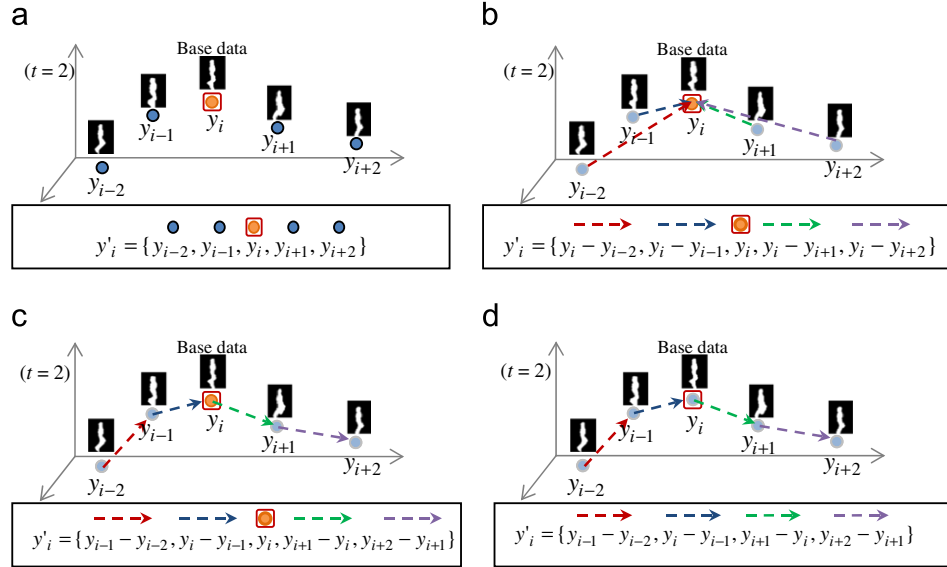 a
Base data
(t = 2)
y_{i−2}
y_{i−1}
y_i
y_{i+1}
y_{i+2}
y'_i = {y_{i−2}, y_{i−1}, y_i, y_{i+1}, y_{i+2}}
b
Base data
(t = 2)
y_{i−2}
y_{i−1}
y_i
y_{i+1}
y_{i+2}
y'_i = {y_i − y_{i−2}, y_i − y_{i−1}, y_i, y_i − y_{i+1}, y_i − y_{i+2}}
c
Base data
(t = 2)
y_{i−2}
y_{i−1}
y_i
y_{i+1}
y_{i+2}
y'_i = {y_{i−1} − y_{i−2}, y_i − y_{i−1}, y_i, y_{i+1} − y_i, y_{i+2} − y_{i+1}}
d
Base data
(t = 2)
y_{i−2}
y_{i−1}
y_i
y_{i+1}
y_{i+2}
y'_i = {y_{i−1} − y_{i−2}, y_i − y_{i−1}, y_{i+1} − y_i, y_{i+2} − y_{i+1}}